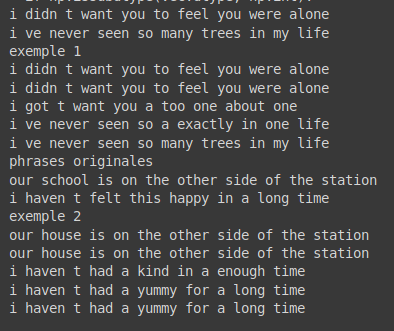 i didn t want you to feel you were alone
i ve never seen so many trees in my life
exemple 1
i didn t want you to feel you were alone
i didn t want you to feel you were alone
i got t want you a too one about one
i ve never seen so a exactly in one life
i ve never seen so many trees in my life
phrases originales
our school is on the other side of the station
i haven t felt this happy in a long time
exemple 2
our house is on the other side of the station
our house is on the other side of the station
i haven t had a kind in a enough time
i haven t had a yummy for a long time
i haven t had a yummy for a long time